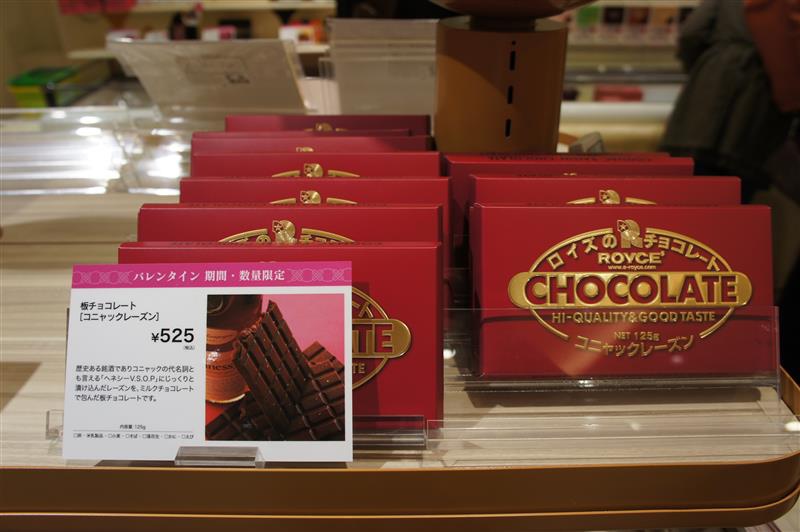 バレンタイン 期間・数量限定
板チョコレート
[コニャックレーズン]
¥525
(税込)
歴史ある銘酒でありコニャックの代名詞と
も言える「ヘネシーV.S.O.P」にじっくりと
漬け込んだレーズンを、ミルクチョコレート
で包んだ板チョコレートです。
内容量:125g
ロイズのチョコレート
ROYCE'
www.e-royce.com
CHOCOLATE
HI-QUALITY&GOOD TASTE
NET 125g
コニャックレーズン